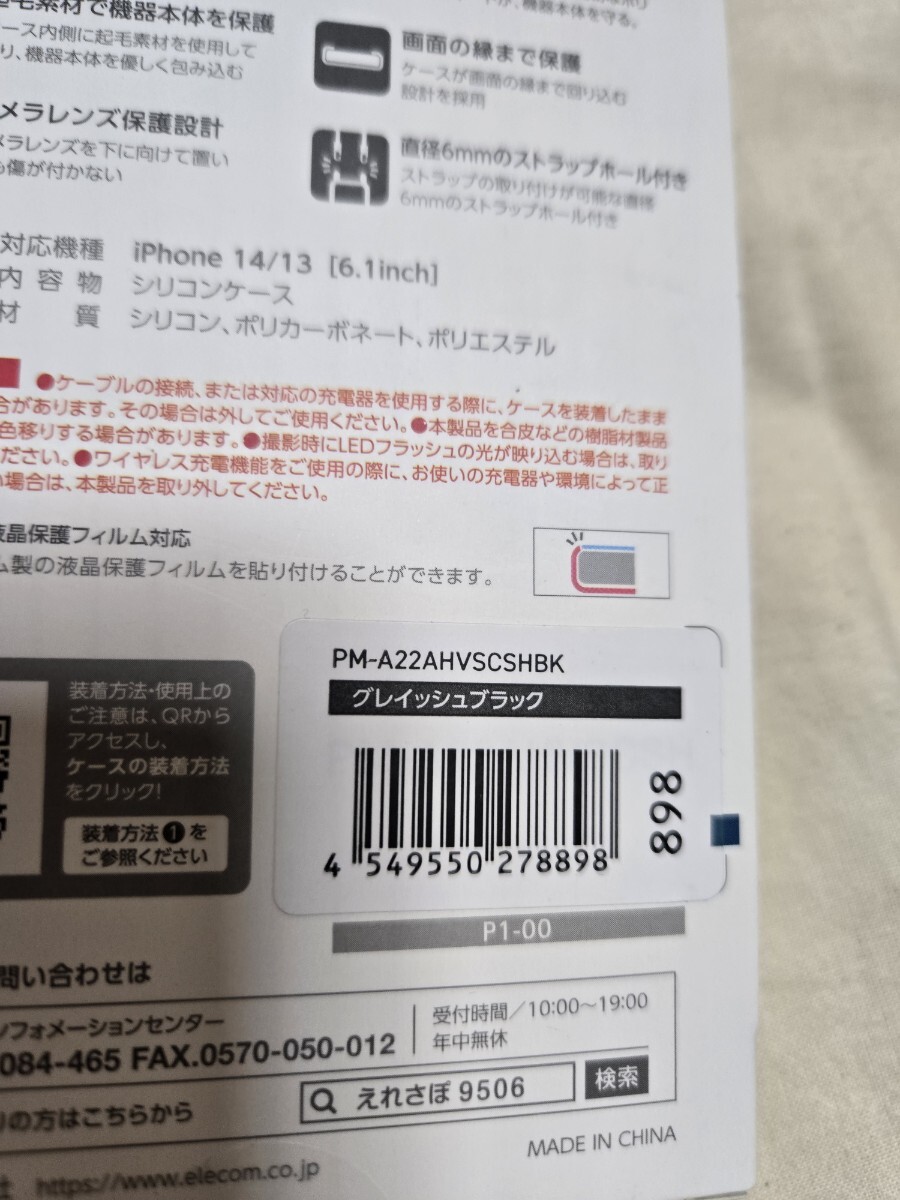 起毛素材で機器本体を保護
ース内側に起毛素材を使用して
り、機器本体を優しく包み込む
メラレンズ保護設計
メラレンズを下に向けて置い
も傷が付かない
が、機器本体を守る。
画面の縁まで保護
ケースが画面の縁まで回り込む
設計を採用
直径6mmのストラップホール付き
ストラップの取り付けが可能な直径
6mmのストラップホール付き
対応機種 iPhone 14/13 [6.1inch]
内容物 シリコンケース
材質 シリコン、ポリカーボネート、ポリエステル
●ケーブルの接続、または対応の充電器を使用する際に、ケースを装着したまま
合があります。その場合は外してご使用ください。●本製品を合皮などの樹脂材製品
色移りする場合があります。●撮影時にLEDフラッシュの光が映り込む場合は、取り
ださい。●ワイヤレス充電機能をご使用の際に、お使いの充電器や環境によって正
い場合は、本製品を取り外してください。
液晶保護フィルム対応
ム製の液晶保護フィルムを貼り付けることができます。
装着方法・使用上の
ご注意は、QRから
アクセスし、
ケースの装着方法
をクリック!
装着方法❶を
ご参照ください
PM-A22AHVSCSHBK
グレイッシュブラック
4 549550 278898
898
P1-00
問い合わせは
ンフォメーションセンター
084-465 FAX.0570-050-012
受付時間/10:00~19:00
年中無休
りの方はこちらから
えれさぽ 9506 検索
MADE IN CHINA
社 https://www.elecom.co.jp